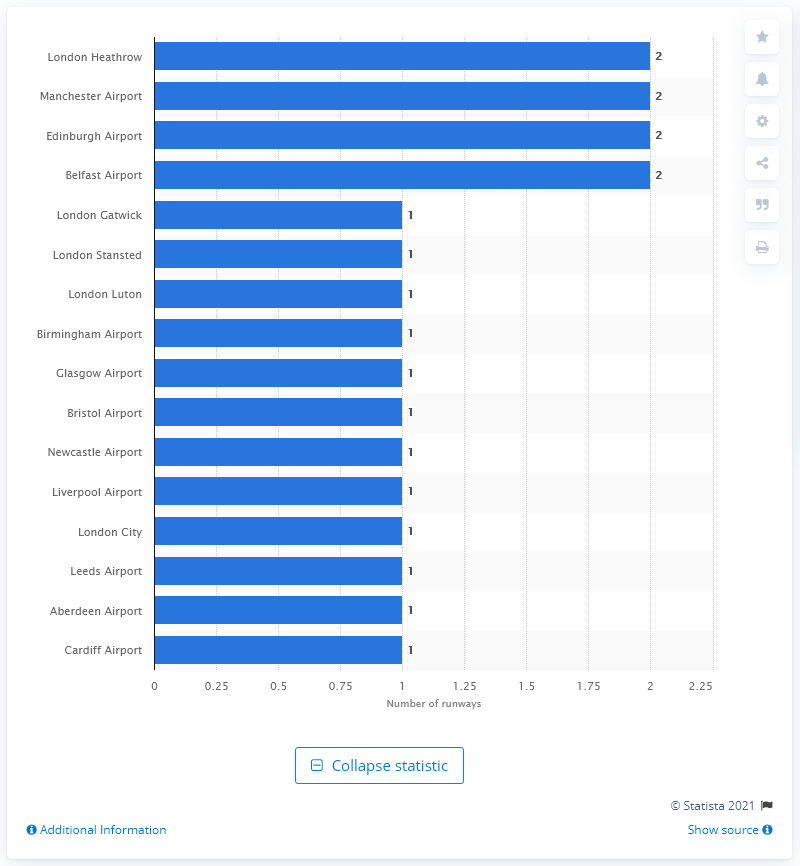 London Heathrow 2
Manchester Airport 2
Edinburgh Airport 2
Belfast Airport 2
London Gatwick 1
London Stansted 1
London Luton 1
Birmingham Airport 1
Glasgow Airport 1
Bristol Airport 1
Newcastle Airport 1
Liverpool Airport 1
London City 1
Leeds Airport 1
Aberdeen Airport 1
Cardiff Airport 1
0 0.25 0.5 0.75 1 1.25 1.5 1.75 2 2.25
Number of runways
Collapse statistic
© Statista 2021
Additional Information Show source